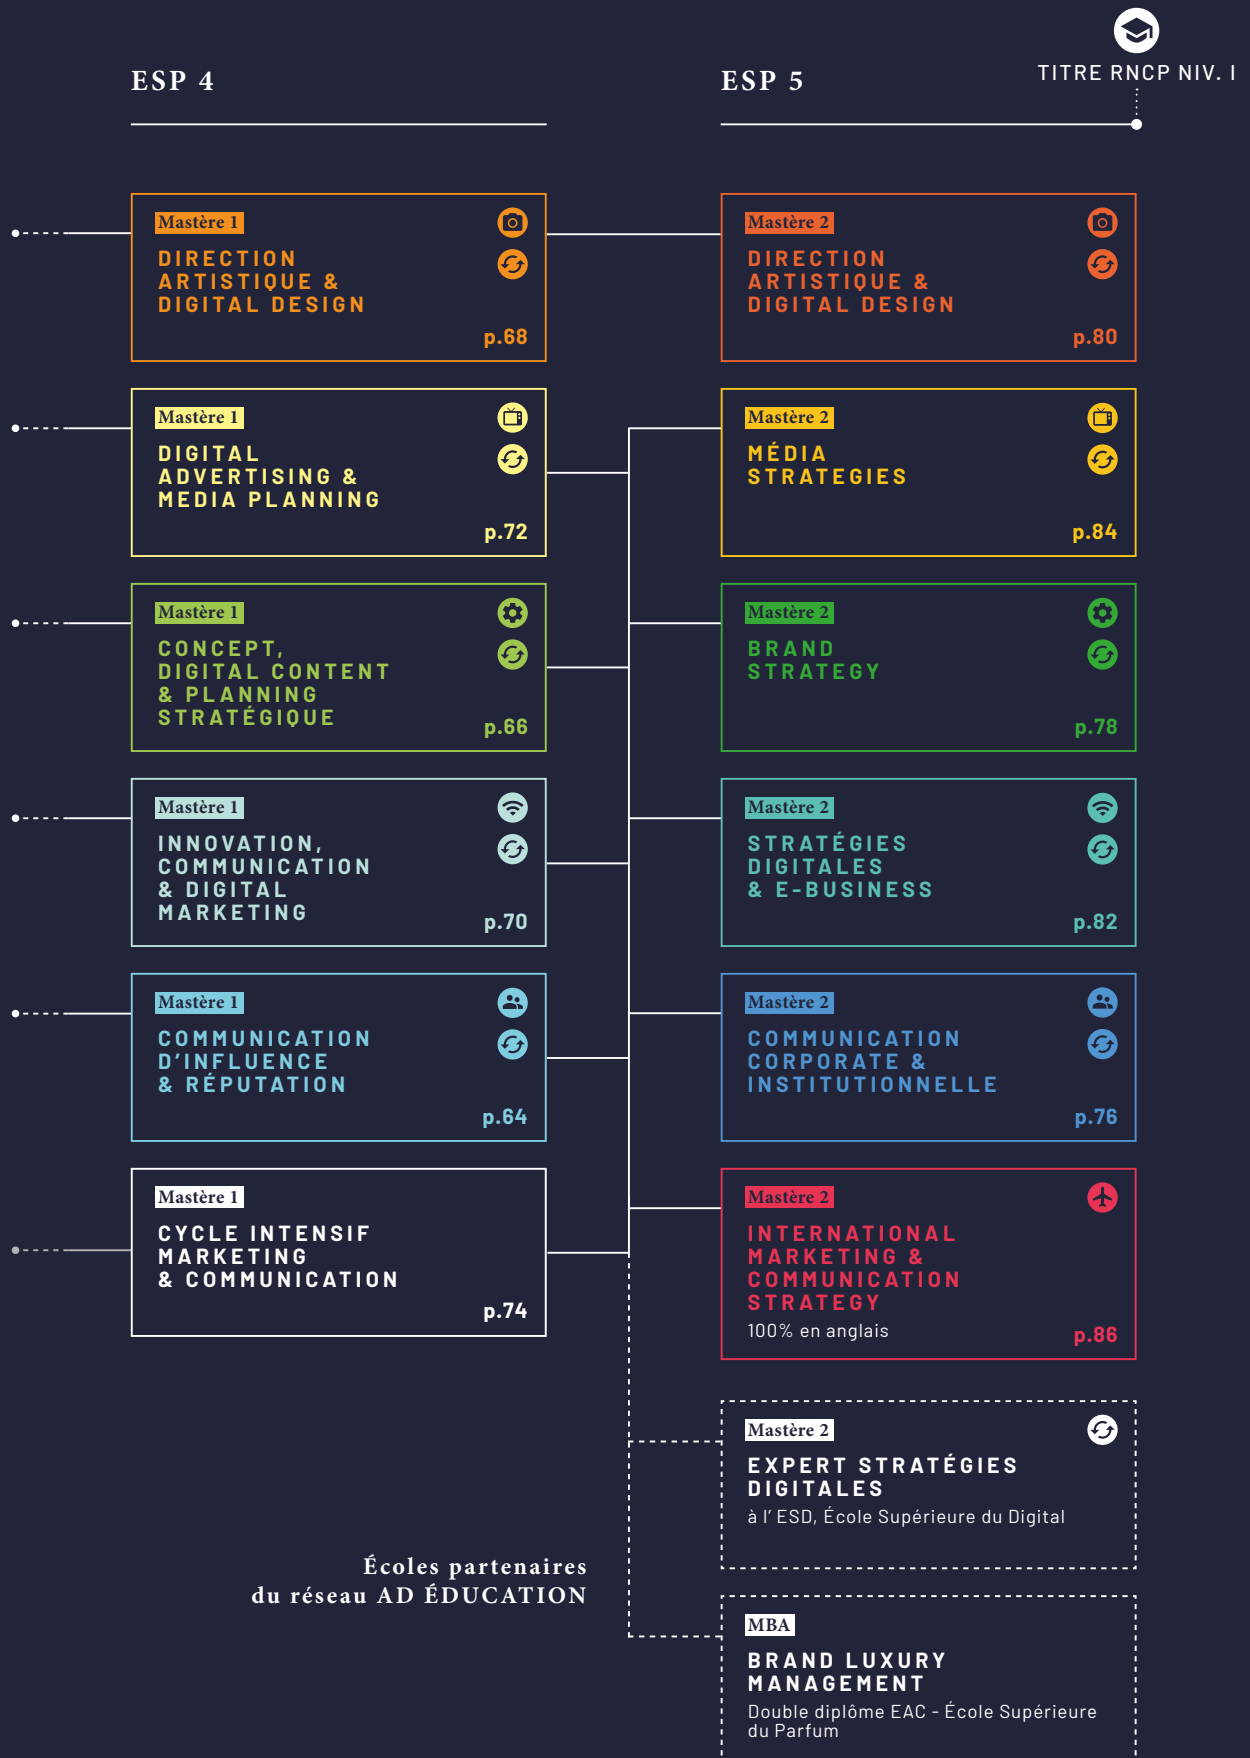 TITRE RNCP NIV. I
ESP 4
Mastère 1
DIRECTION
ARTISTIQUE &
DIGITAL DESIGN
p.68
Mastère 1
DIGITAL
ADVERTISING &
MEDIA PLANNING
p.72
Mastère 1
CONCEPT,
DIGITAL CONTENT
& PLANNING
STRATÉGIQUE
p.66
Mastère 1
INNOVATION,
COMMUNICATION
& DIGITAL
MARKETING
p.70
Mastère 1
COMMUNICATION
D'INFLUENCE
& RÉPUTATION
p.64
Mastère 1
CYCLE INTENSIF
MARKETING
& COMMUNICATION
p.74
ESP 5
Mastère 2
DIRECTION
ARTISTIQUE &
DIGITAL DESIGN
p.80
Mastère 2
MÉDIA
STRATEGIES
p.84
Mastère 2
BRAND
STRATEGY
p.78
Mastère 2
STRATÉGIES
DIGITALES
& E-BUSINESS
p.82
Mastère 2
COMMUNICATION
CORPORATE &
INSTITUTIONNELLE
p.76
Mastère 2
INTERNATIONAL
MARKETING &
COMMUNICATION
STRATEGY
100% en anglais
p.86
Écoles partenaires
du réseau AD ÉDUCATION
Mastère 2
EXPERT STRATÉGIES
DIGITALES
à l' ESD, École Supérieure du Digital
MBA
BRAND LUXURY
MANAGEMENT
Double diplôme EAC - École Supérieure
du Parfum